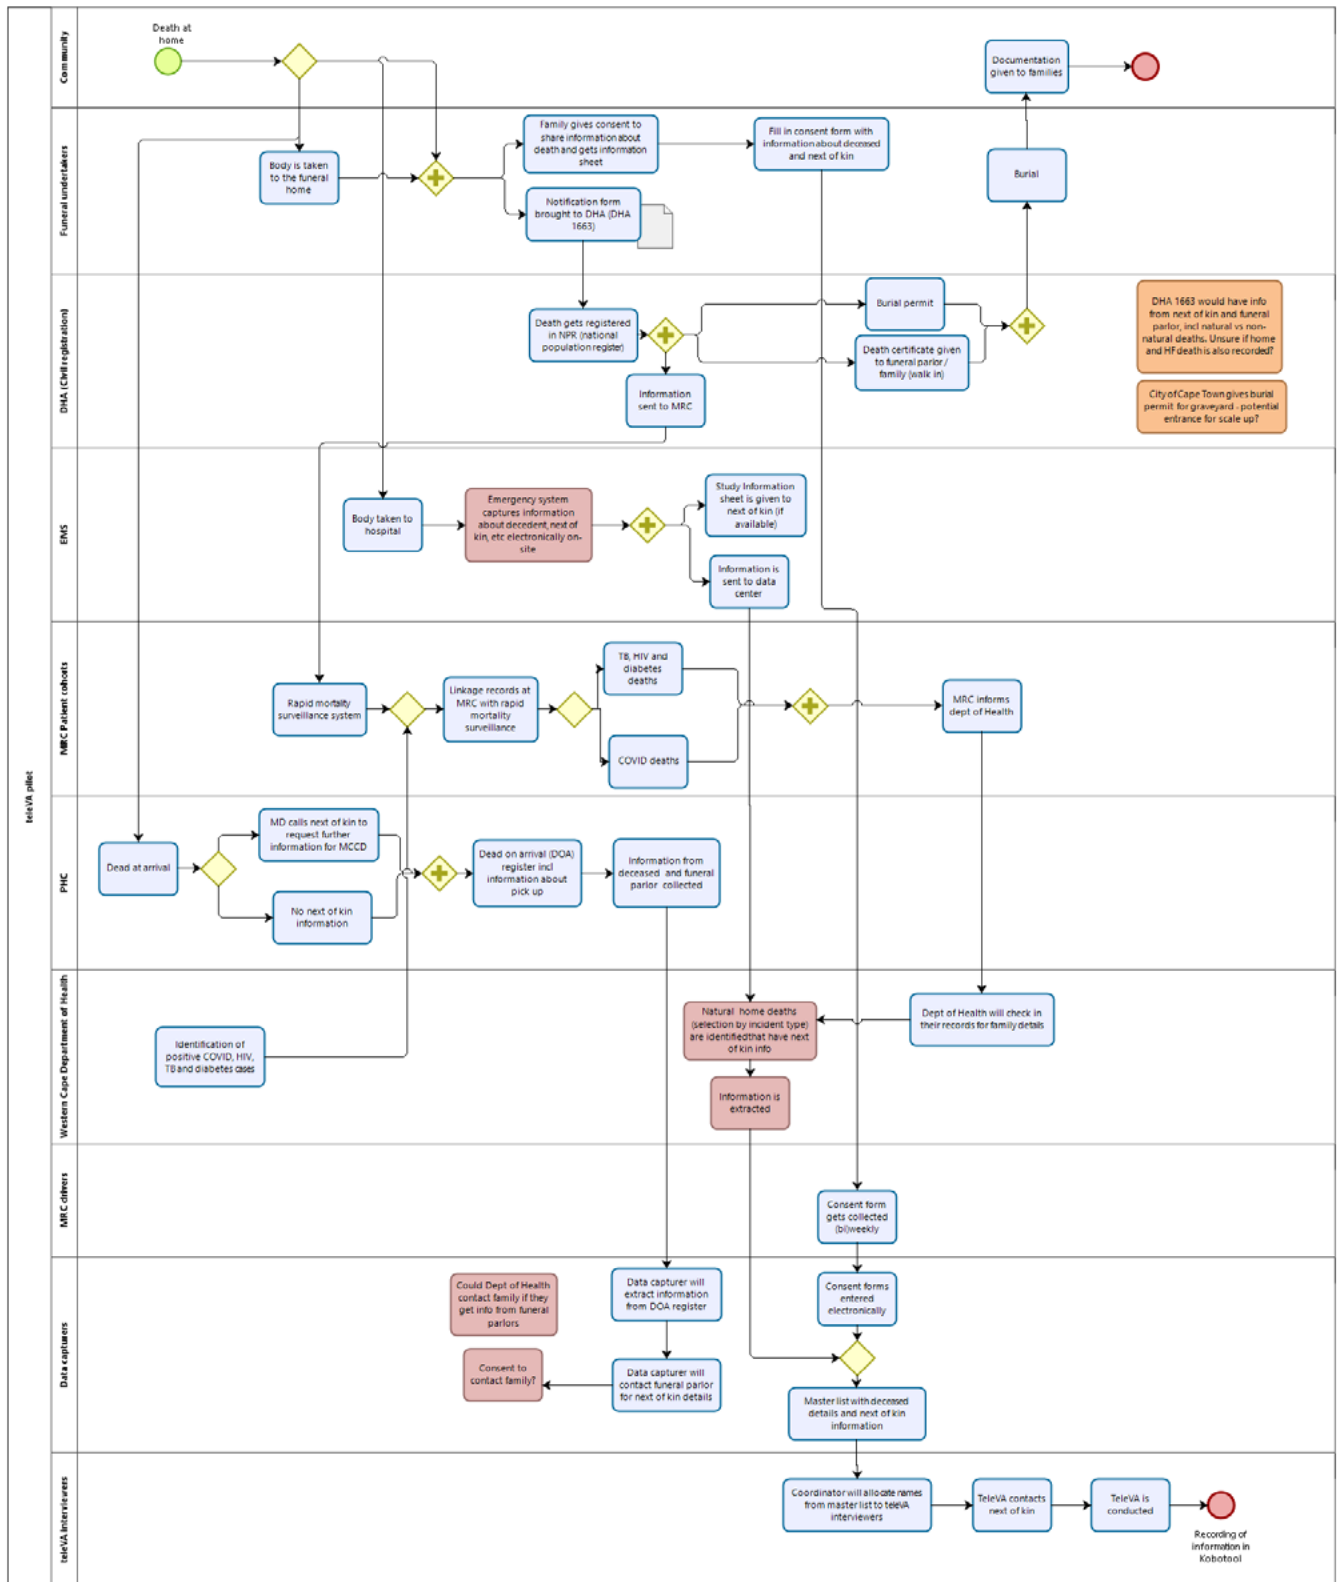 teleVA pilot
Community
Death at
home
Documentation
given to families
Funeral undertakers
Body is taken
to the funeral
home
Family gives consent to
share information about
death and gets information
sheet
Fill in consent form with
information about deceased
and next of kin
Notification form
brought to DHA (DHA
1663)
Burial
DHA (Civil registration)
Death gets registered
in NPR (national
population register)
Burial permit
Death certificate given
to funeral parlor /
family (walk in)
Information
sent to MRC
DHA 1663 would have info
from next of kin and funeral
parlor, incl natural vs non-
natural deaths. Unsure if home
and HF death is also recorded?
City of Cape Town gives burial
permit for graveyard - potential
entrance for scale up?
EMS
Body taken to
hospital
Emergency system
captures information
about decedent, next of
kin, etc electronically on-
site
Study Information
sheet is given to
next of kin (if
available)
Information is
sent to data
center
MRC Patient cohorts
Rapid mortality
surveillance system
Linkage records at
MRC with rapid
mortality
surveillance
TB, HIV and
diabetes
deaths
COVID deaths
MRC informs
dept of Health
PHC
Dead at arrival
MD calls next of kin to
request further
information for MCCD
No next of kin
information
Dead on arrival (DOA)
register incl
information about
pick up
Information from
deceased and funeral
parlor collected
Western Cape Department of Health
Identification of
positive COVID, HIV,
TB and diabetes cases
Natural home deaths
(selection by incident type)
are identified that have next
of kin info
Information is
extracted
Dept of Health will check in
their records for family details
MRC drivers
Consent form
gets collected
(bi)weekly
Data capturers
Could Dept of Health
contact family if they
get info from funeral
parlors
Consent to
contact family?
Data capturer will
extract information
from DOA register
Data capturer will
contact funeral parlor
for next of kin details
Consent forms
entered
electronically
Master list with deceased
details and next of kin
information
teleVA interviewers
Coordinator will allocate names
from master list to teleVA
interviewers
TeleVA contacts
next of kin
TeleVA is
conducted
Recording of
information in
Kobotool